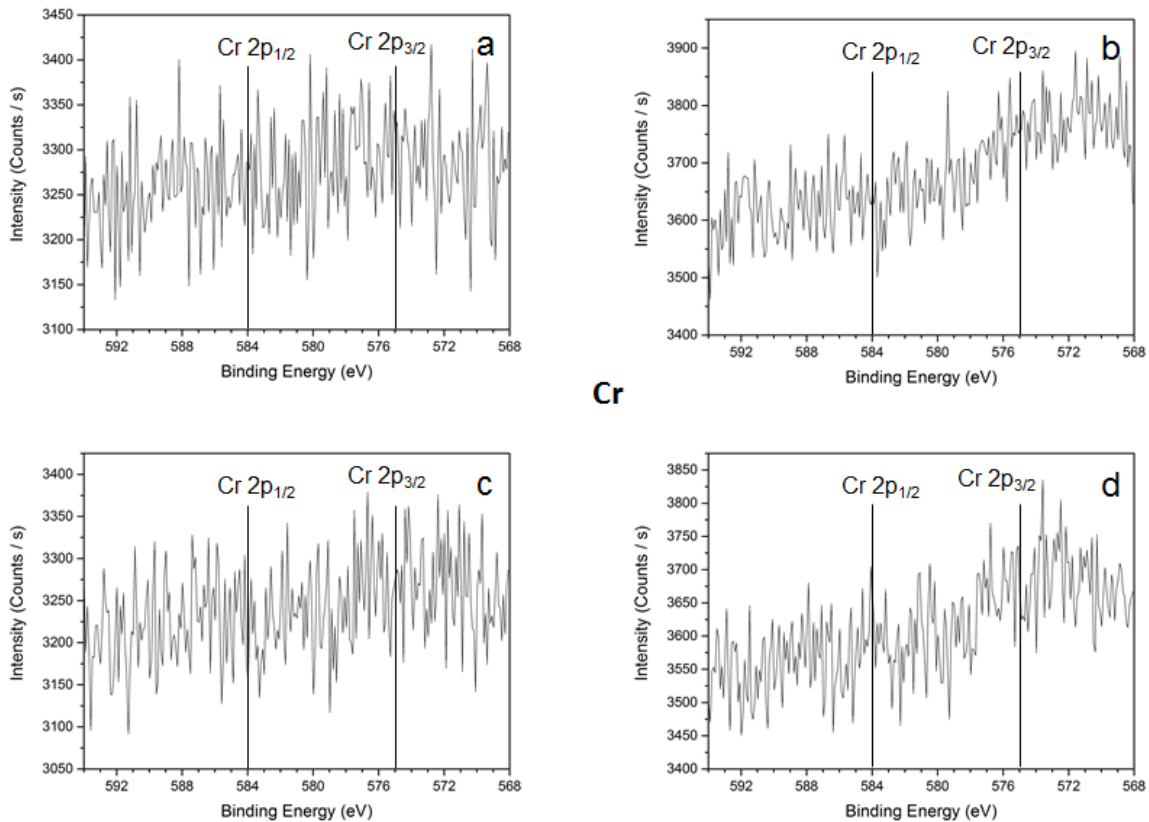 a
Cr 2p1/2
Cr 2p3/2
3450
3400
3350
3300
3250
3200
3150
3100
Intensity (Counts / s)
592 588 584 580 576 572 568
Binding Energy (eV)
b
Cr 2p1/2
Cr 2p3/2
3900
3800
3700
3600
3500
3400
Intensity (Counts / s)
592 588 584 580 576 572 568
Binding Energy (eV)
Cr
c
Cr 2p1/2
Cr 2p3/2
3400
3350
3300
3250
3200
3150
3100
3050
Intensity (Counts / s)
592 588 584 580 576 572 568
Binding Energy (eV)
d
Cr 2p1/2
Cr 2p3/2
3850
3800
3750
3700
3650
3600
3550
3500
3450
3400
Intensity (Counts / s)
592 588 584 580 576 572 568
Binding Energy (eV)